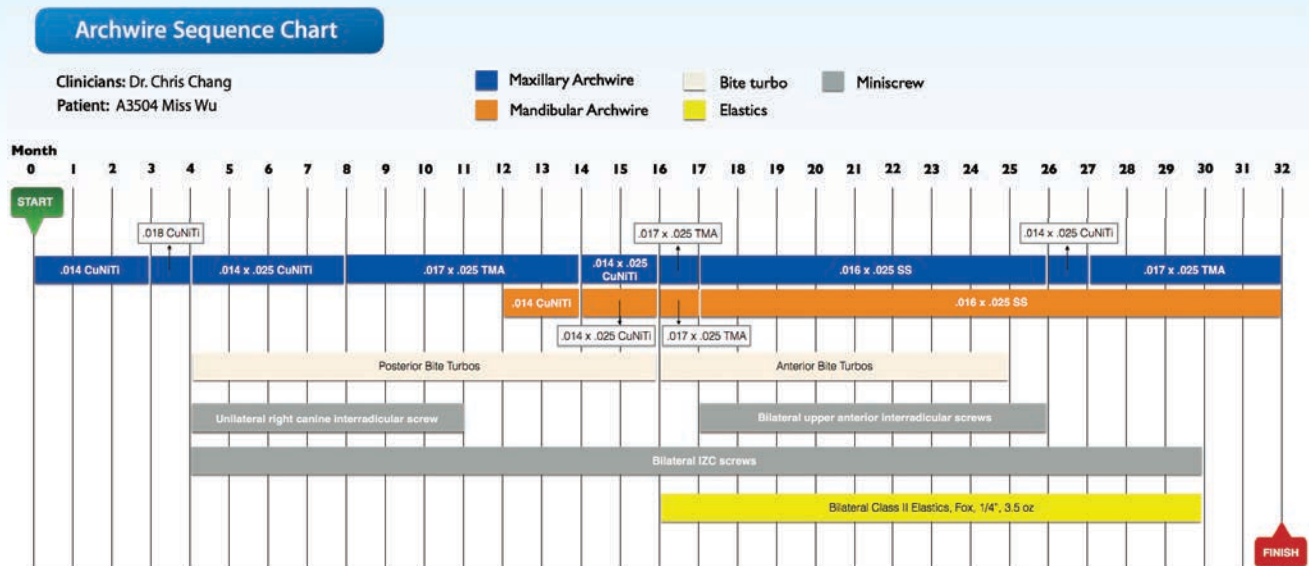 Archwire Sequence Chart
Clinicians: Dr. Chris Chang
Patient: A3504 Miss Wu
Maxillary Archwire
Bite turbo
Miniscrew
Mandibular Archwire
Elastics
Month
0 1 2 3 4 5 6 7 8 9 10 11 12 13 14 15 16 17 18 19 20 21 22 23 24 25 26 27 28 29 30 31 32
START
.018 CuNiTi
.017 x .025 TMA
.014 x .025 CuNiTi
.014 CuNiTi
.014 x .025 CuNiTi
.017 x .025 TMA
.014 x .025
CuNiTi
.016 x .025 SS
.017 x .025 TMA
.014 CuNiTi
.016 x .025 SS
.014 x .025 CuNiTi
.017 x .025 TMA
Posterior Bite Turbos
Anterior Bite Turbos
Unilateral right canine interradicular screw
Bilateral upper anterior interradicular screws
Bilateral IZC screws
Bilateral Class II Elastics, Fox, 1/4", 3.5 oz
FINISH